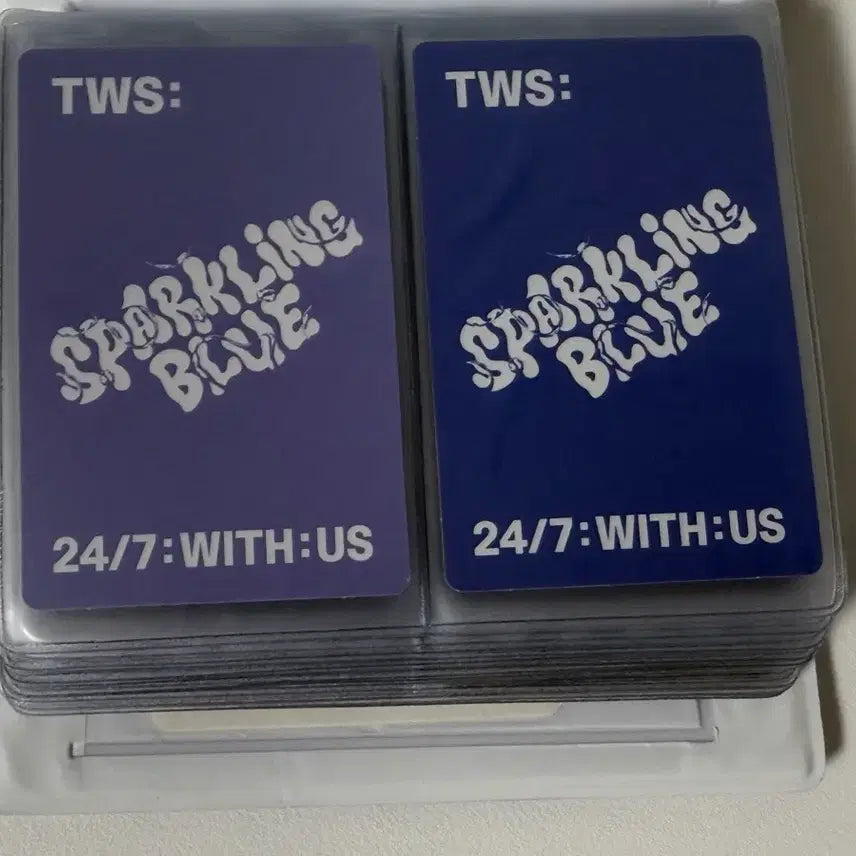 TWS:
SPARKLING
BLUE
24/7:WITH:US
TWS:
SPARKLING
BLUE
24/7:WITH:US